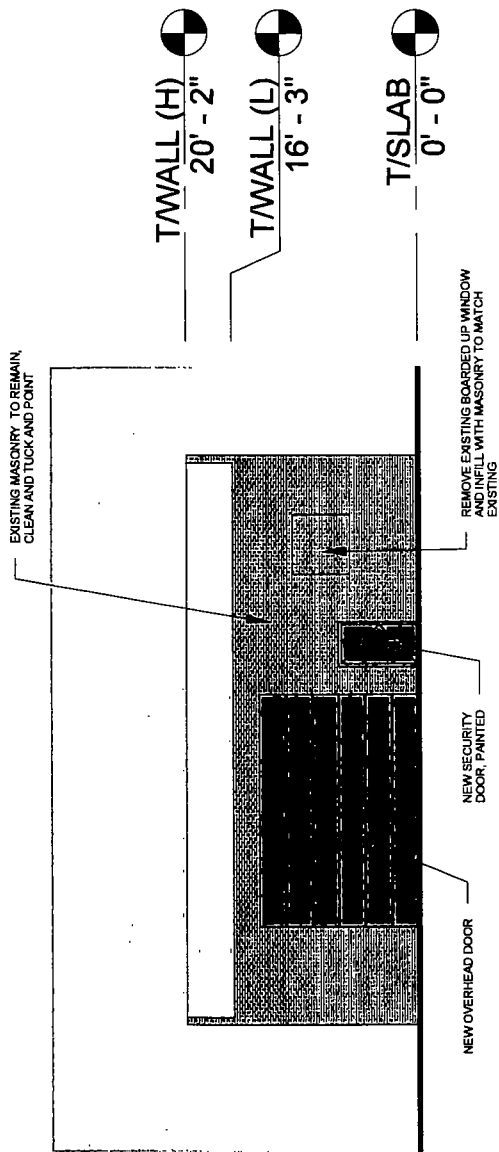 EXISTING MASONRY TO REMAIN,
CLEAN AND TUCK AND POINT
T/WALL (H)
20' - 2"
T/WALL (L)
16' - 3"
T/SLAB
0' - 0"
NEW OVERHEAD DOOR
NEW SECURITY
DOOR, PAINTED
REMOVE EXISTING BOARDED UP WINDOW
AND INFILL WITH MASONRY TO MATCH
EXISTING